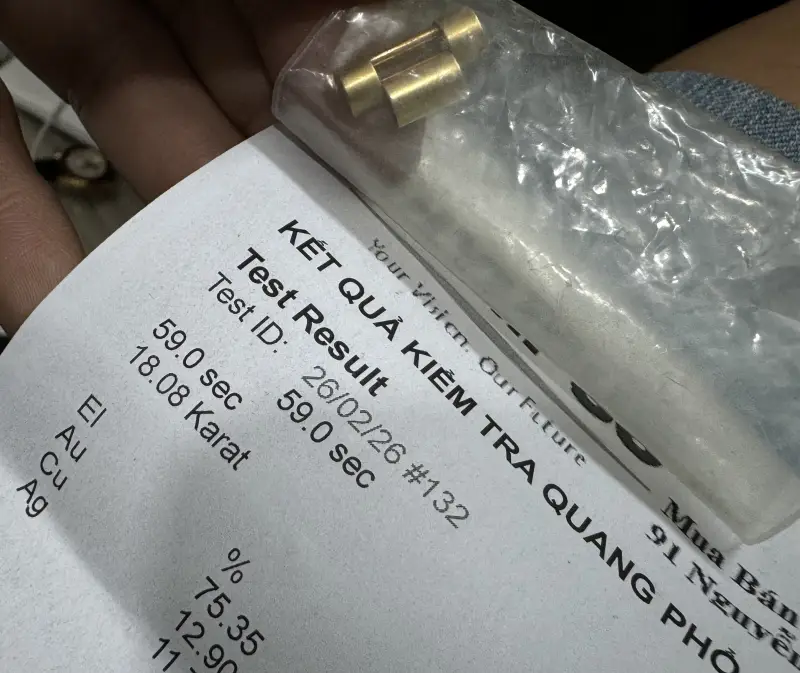 Your Vision. Our Future
Mua Bán
91 Nguyễn
KẾT QUẢ KIỂM TRA QUANG PHỔ
Test Result
Test ID: 26/02/26 #132
59.0 sec 59.0 sec
18.08 Karat
El %
Au 75.35
Cu 12.90
Ag 11